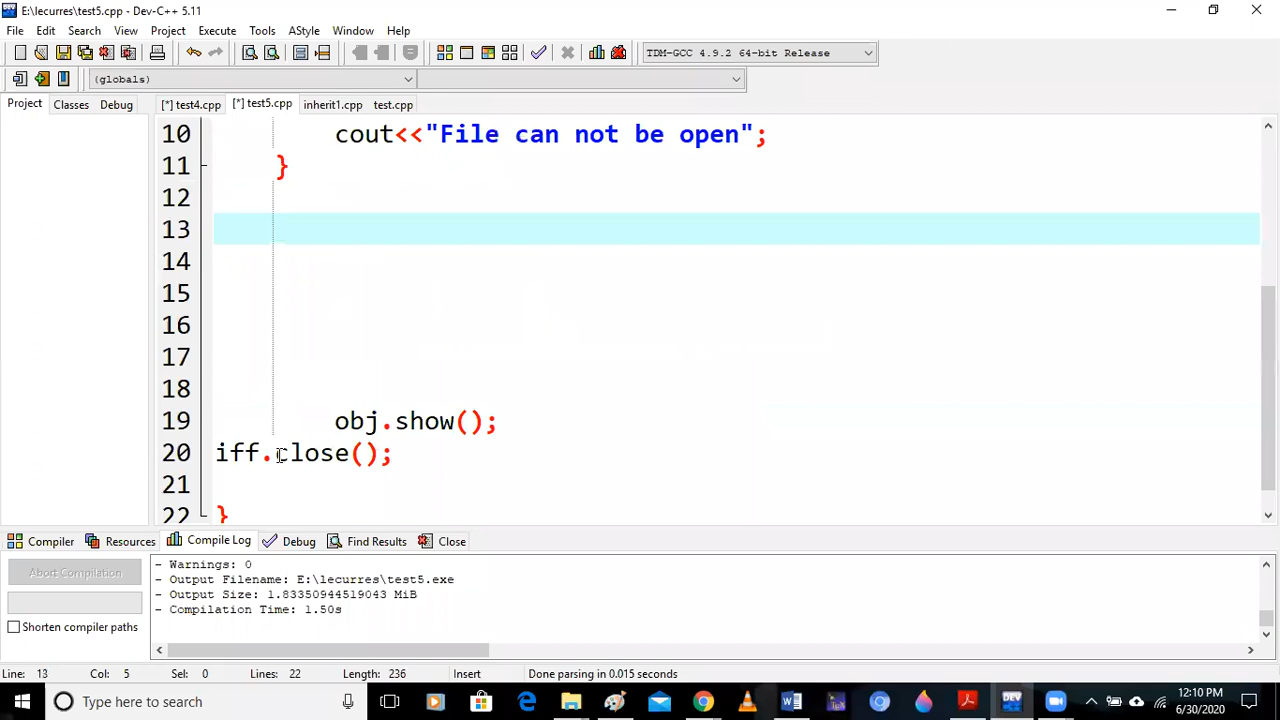 E:\lecurres\test5.cpp - Dev-C++ 5.11
File Edit Search View Project Execute Tools AStyle Window Help
TDM-GCC 4.9.2 64-bit Release
(globals)
Project Classes Debug [*] test4.cpp [*] test5.cpp inherit1.cpp test.cpp
10 cout<<"File can not be open";
11 }
12
13
14
15
16
17
18
19 obj.show();
20 iff.close();
21
22 }
Compiler Resources Compile Log Debug Find Results Close
Abort Compilation
Shorten compiler paths
- Warnings: 0
- Output Filename: E:\lecurres\test5.exe
- Output Size: 1.83350944519043 MiB
- Compilation Time: 1.50s
Line: 13 Col: 5 Sel: 0 Lines: 22 Length: 236 Insert Done parsing in 0.015 seconds
Type here to search
12:10 PM
6/30/2020